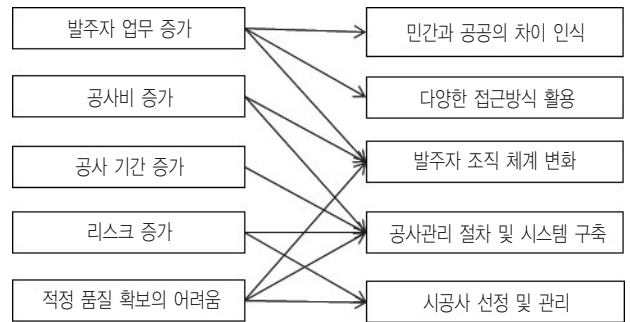 발주자 업무 증가
민간과 공공의 차이 인식
공사비 증가
다양한 접근방식 활용
공사 기간 증가
발주자 조직 체계 변화
리스크 증가
공사관리 절차 및 시스템 구축
적정 품질 확보의 어려움
시공사 선정 및 관리